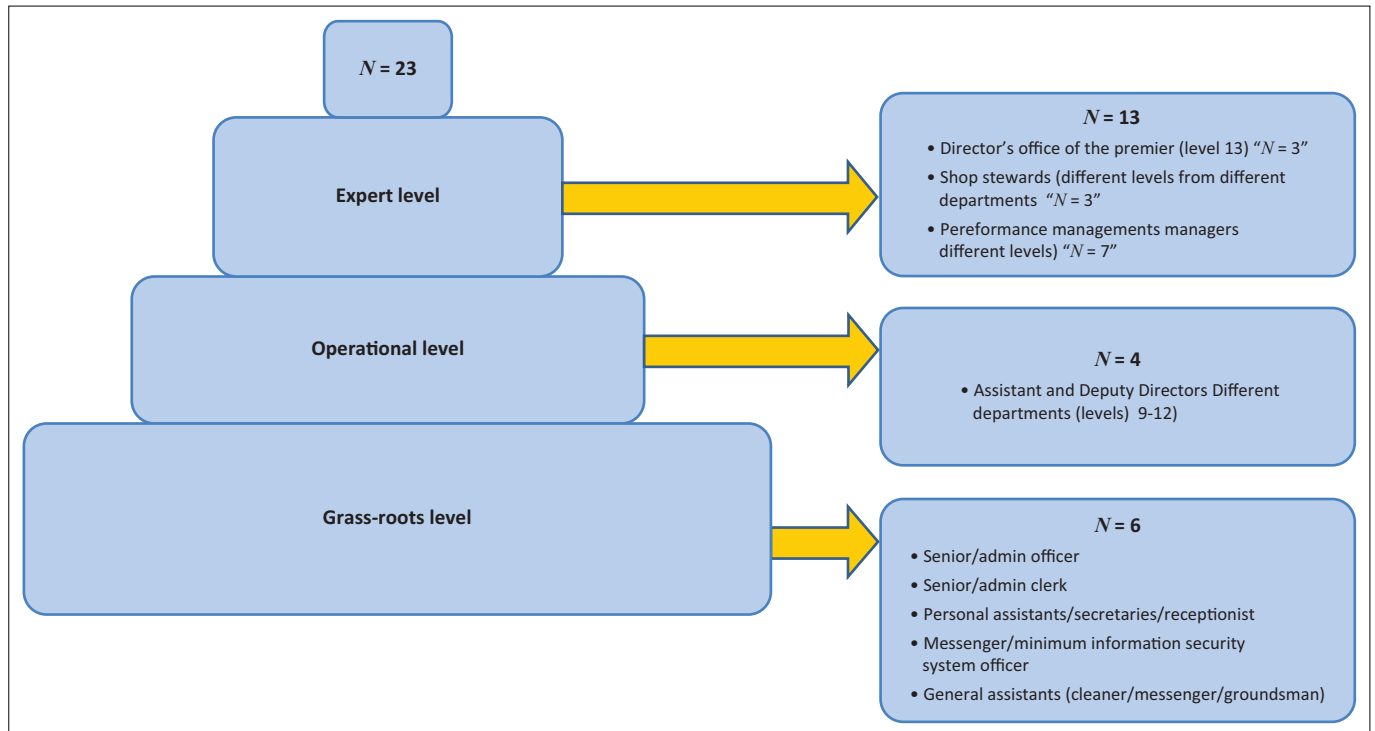 N = 23
Expert level
N = 13
• Director’s office of the premier (level 13) “N = 3”
• Shop stewards (different levels from different
departments “N = 3”
• Pereformance managements managers
different levels) “N = 7”
Operational level
N = 4
• Assistant and Deputy Directors Different
departments (levels) 9-12)
Grass-roots level
N = 6
• Senior/admin officer
• Senior/admin clerk
• Personal assistants/secretaries/receptionist
• Messenger/minimum information security
system officer
• General assistants (cleaner/messenger/groundsman)